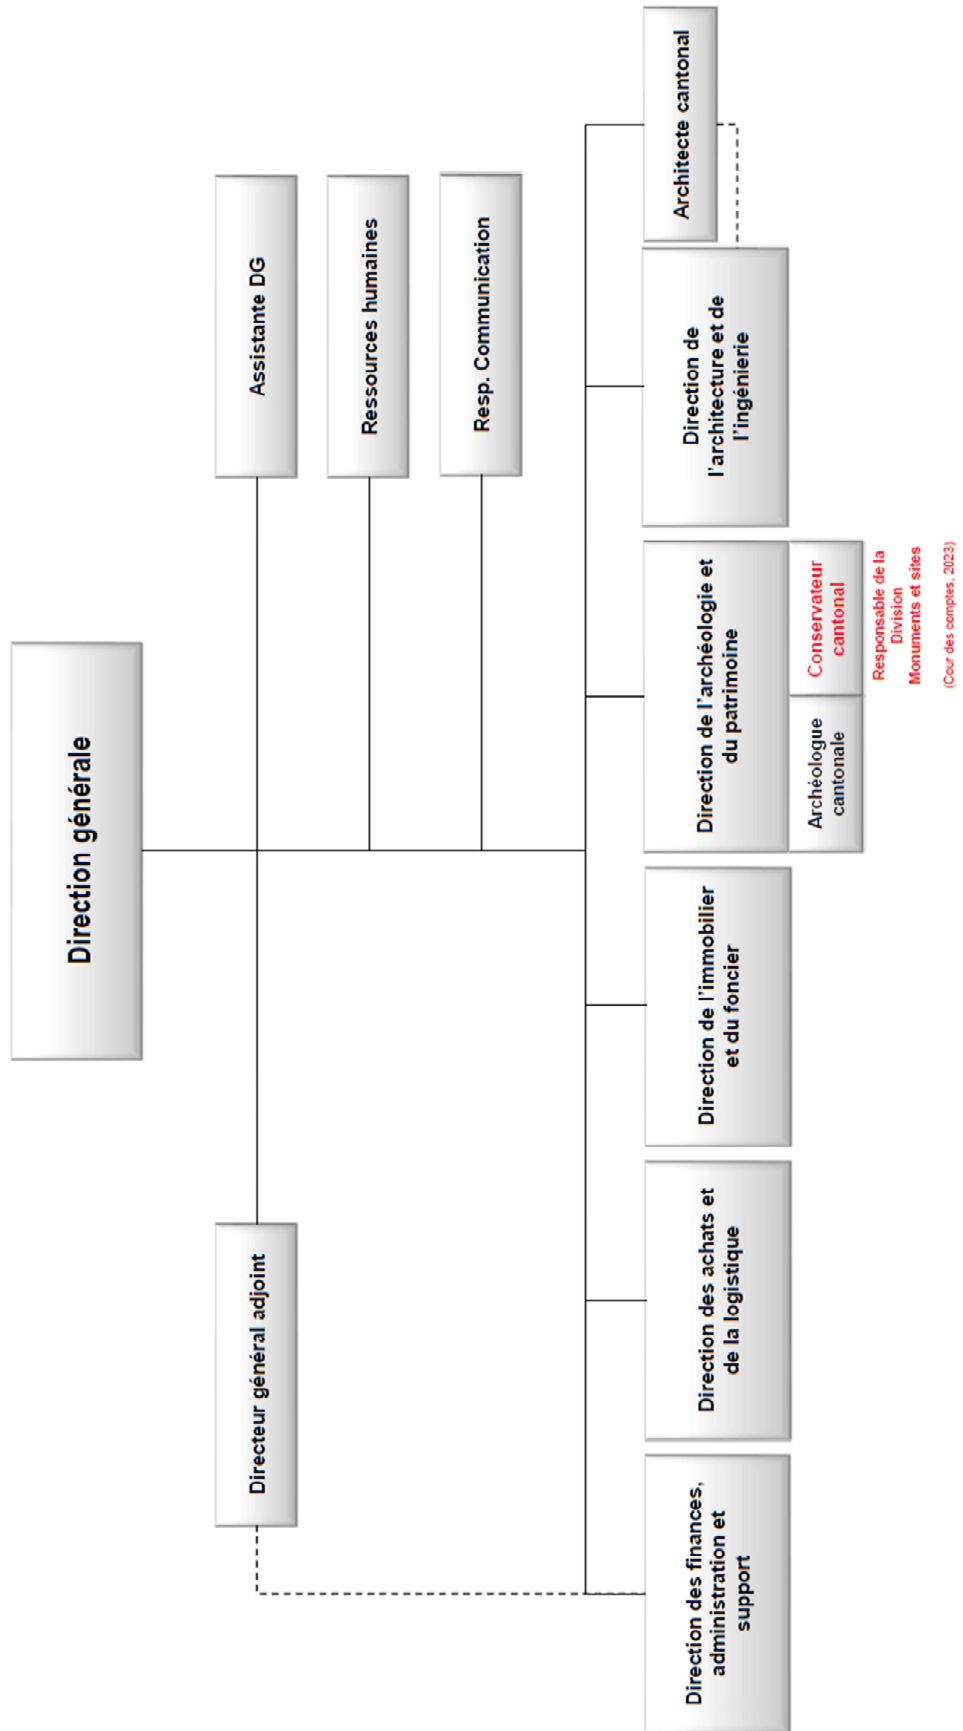 Direction générale
Directeur général adjoint
Assistante DG
Ressources humaines
Resp. Communication
Direction des finances,
administration et
support
Direction des achats et
de la logistique
Direction de l'immobilier
et du foncier
Direction de l'archéologie et
du patrimoine
Archéologue
cantonale
Conservateur
cantonal
Responsable de la
Division
Monuments et sites
(Cour des comptes, 2023)
Direction de
l'architecture et de
l'ingénierie
Architecte cantonal